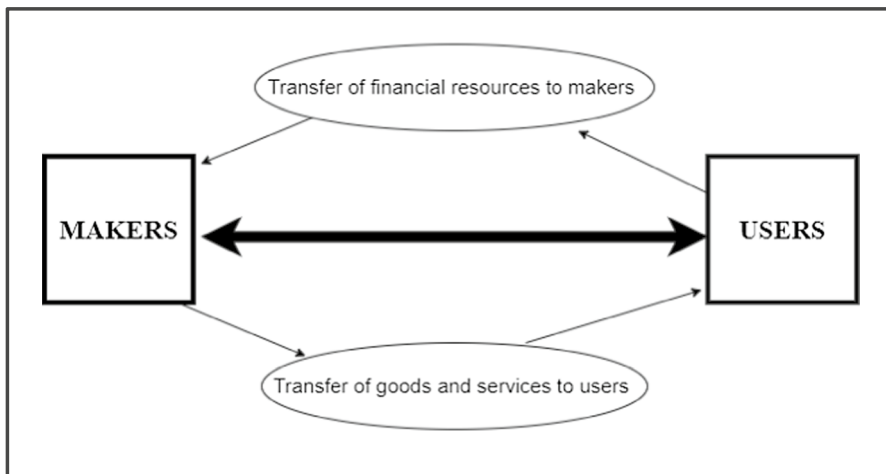 Transfer of financial resources to makers
MAKERS
USERS
Transfer of goods and services to users